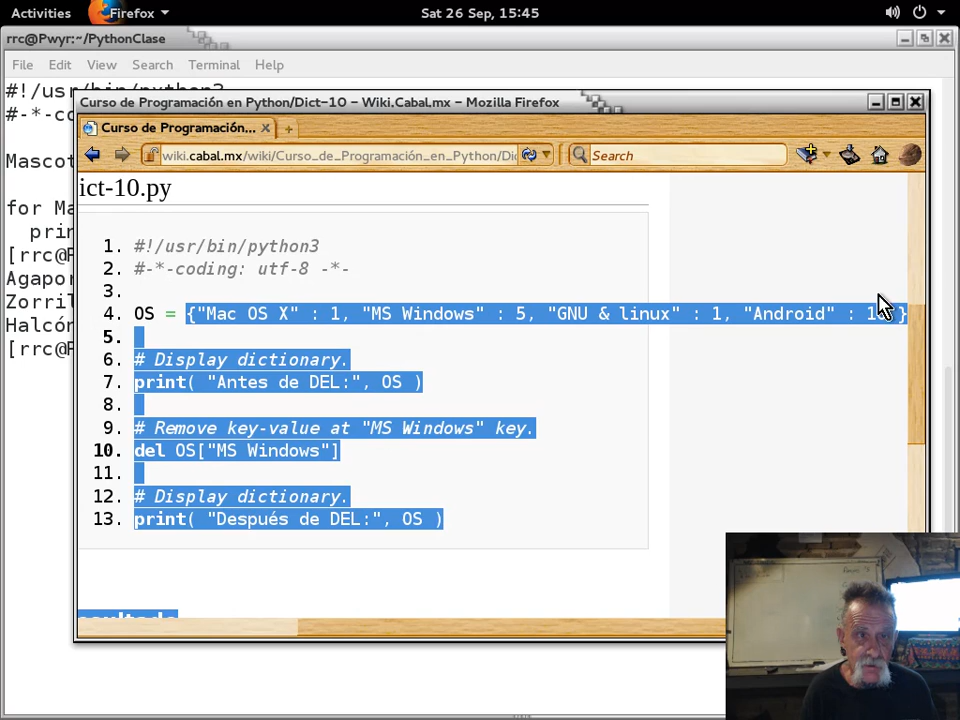 Activities Firefox Sat 26 Sep, 15:45
rrc@Pwyr:~/PythonClase
File Edit View Search Terminal Help
#!/usr/bin/python3
#-*-co
Curso de Programación en Python/Dict-10 - Wiki.Cabal.mx - Mozilla Firefox
Curso de Programación...
wiki.cabal.mx/wiki/Curso_de_Programación_en_Python/Di
Search
Mascot
for Ma
prin
[rrc@P
Agapor
Zorril
Halcón
[rrc@P
ict-10.py
1. #!/usr/bin/python3
2. #-*-coding: utf-8 -*-
3.
4. OS = {"Mac OS X" : 1, "MS Windows" : 5, "GNU & linux" : 1, "Android" :
5.
6. # Display dictionary.
7. print( "Antes de DEL:", OS )
8.
9. # Remove key-value at "MS Windows" key.
10. del OS["MS Windows"]
11.
12. # Display dictionary.
13. print( "Después de DEL:", OS )